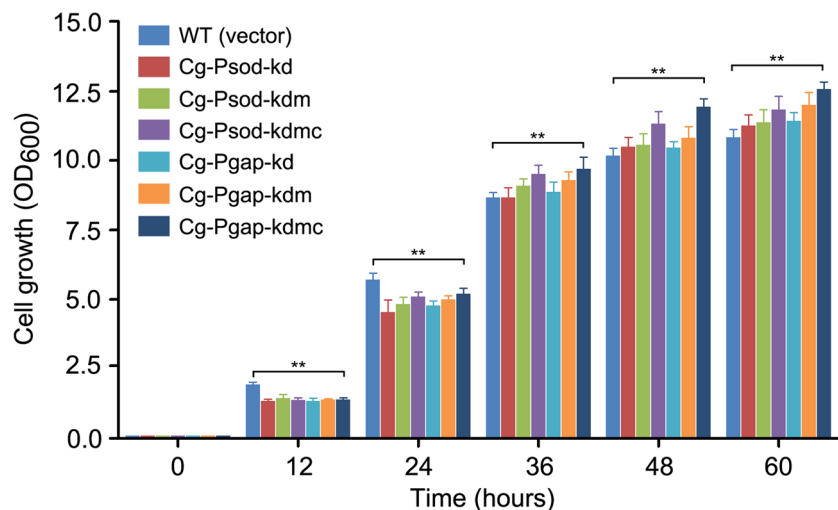 15.0
12.5
10.0
7.5
5.0
2.5
0.0
Cell growth (OD600)
WT (vector)
Cg-Psod-kd
Cg-Psod-kdm
Cg-Psod-kdmc
Cg-Pgap-kd
Cg-Pgap-kdm
Cg-Pgap-kdmc
**
**
**
**
**
0 12 24 36 48 60
Time (hours)